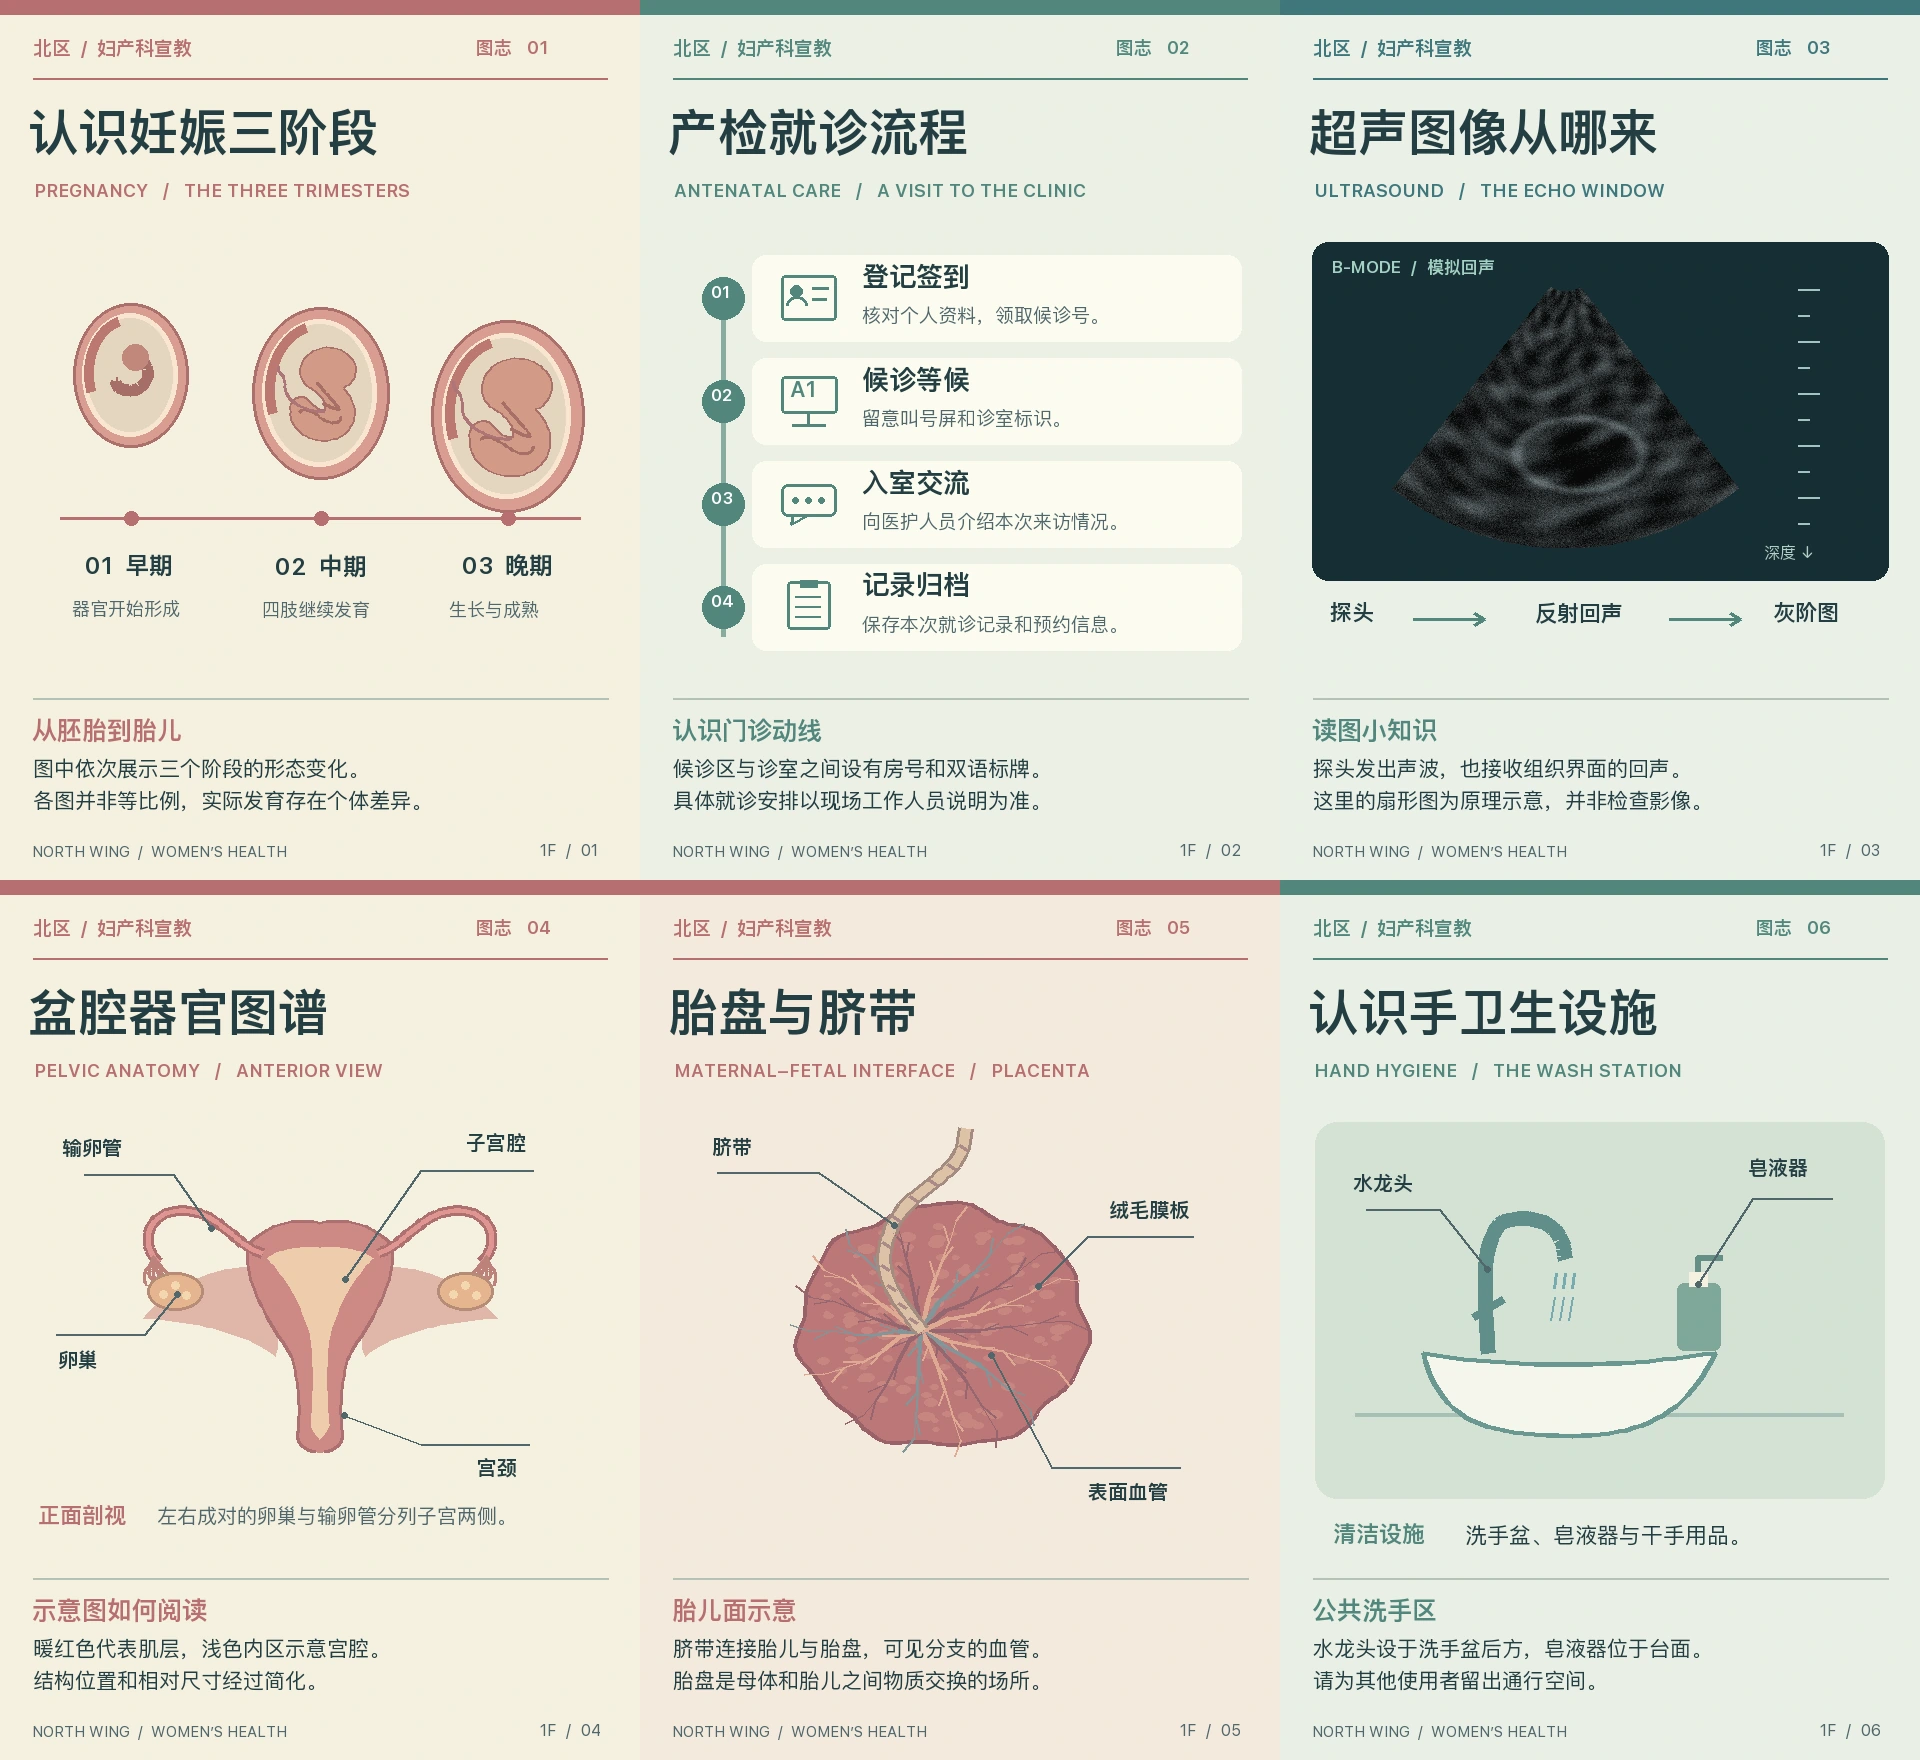 北区 / 妇产科宣教
图志 01
认识妊娠三阶段
PREGNANCY / THE THREE TRIMESTERS
01 早期
02 中期
03 晚期
器官开始形成
四肢继续发育
生长与成熟
从胚胎到胎儿
图中依次展示三个阶段的形态变化。
各图并非等比例，实际发育存在个体差异。
NORTH WING / WOMEN'S HEALTH
1F / 01
北区 / 妇产科宣教
图志 02
产检就诊流程
ANTENATAL CARE / A VISIT TO THE CLINIC
01
登记签到
核对个人资料，领取候诊号。
02
A1
候诊等候
留意叫号屏和诊室标识。
03
入室交流
向医护人员介绍本次来访情况。
04
记录归档
保存本次就诊记录和预约信息。
认识门诊动线
候诊区与诊室之间设有房号和双语标牌。
具体就诊安排以现场工作人员说明为准。
NORTH WING / WOMEN'S HEALTH
1F / 02
北区 / 妇产科宣教
图志 03
超声图像从哪来
ULTRASOUND / THE ECHO WINDOW
B-MODE / 模拟回声
深度 ↓
探头
反射回声
灰阶图
读图小知识
探头发出声波，也接收组织界面的回声。
这里的扇形图为原理示意，并非检查影像。
NORTH WING / WOMEN'S HEALTH
1F / 03
北区 / 妇产科宣教
图志 04
盆腔器官图谱
PELVIC ANATOMY / ANTERIOR VIEW
输卵管
子宫腔
卵巢
宫颈
正面剖视
左右成对的卵巢与输卵管分列子宫两侧。
示意图如何阅读
暖红色代表肌层，浅色内区示意宫腔。
结构位置和相对尺寸经过简化。
NORTH WING / WOMEN'S HEALTH
1F / 04
北区 / 妇产科宣教
图志 05
胎盘与脐带
MATERNAL–FETAL INTERFACE / PLACENTA
脐带
绒毛膜板
表面血管
胎儿面示意
脐带连接胎儿与胎盘，可见分支的血管。
胎盘是母体和胎儿之间物质交换的场所。
NORTH WING / WOMEN'S HEALTH
1F / 05
北区 / 妇产科宣教
图志 06
认识手卫生设施
HAND HYGIENE / THE WASH STATION
水龙头
皂液器
清洁设施
洗手盆、皂液器与干手用品。
公共洗手区
水龙头设于洗手盆后方，皂液器位于台面。
请为其他使用者留出通行空间。
NORTH WING / WOMEN'S HEALTH
1F / 06